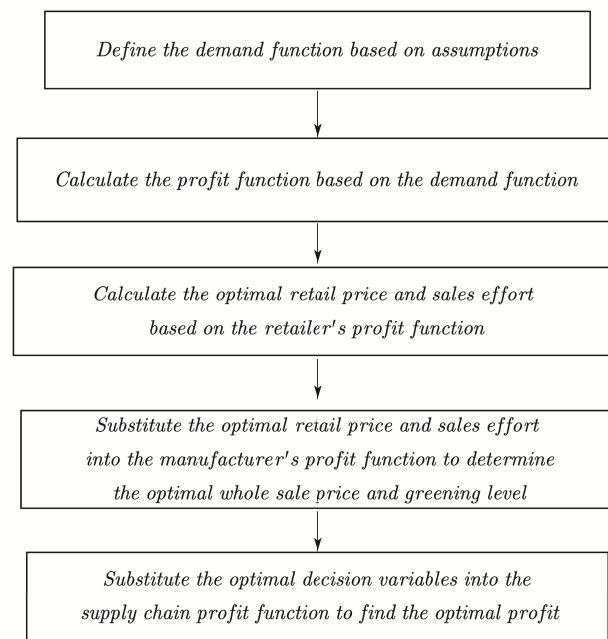 Define the demand function based on assumptions
Calculate the profit function based on the demand function
Calculate the optimal retail price and sales effort
based on the retailer's profit function
Substitute the optimal retail price and sales effort
into the manufacturer's profit function to determine
the optimal whole sale price and greening level
Substitute the optimal decision variables into the
supply chain profit function to find the optimal profit